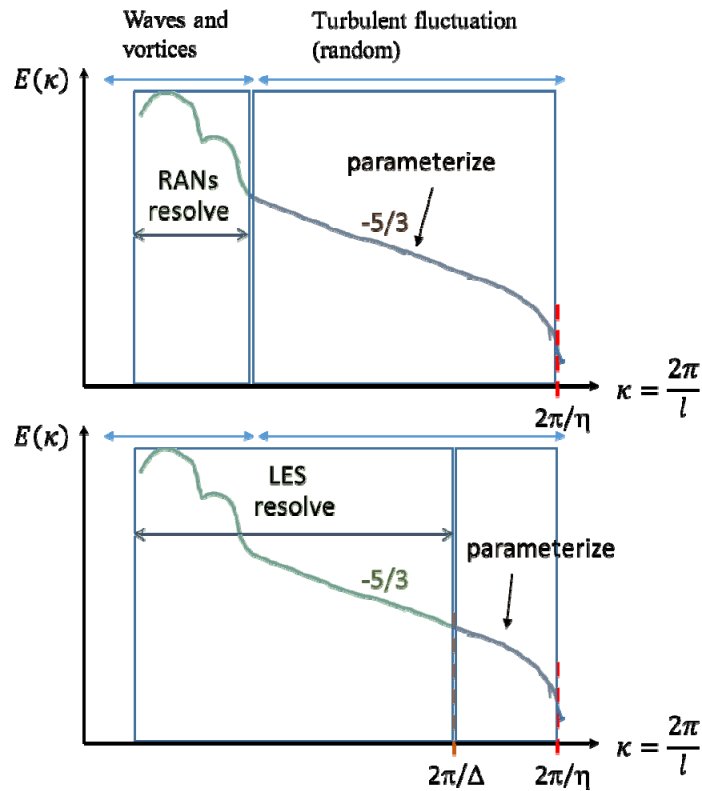 Waves and vortices
Turbulent fluctuation (random)
E(κ)
RANs resolve
parameterize
-5/3
κ = 2π/l
2π/η
E(κ)
LES resolve
parameterize
-5/3
κ = 2π/l
2π/Δ
2π/η